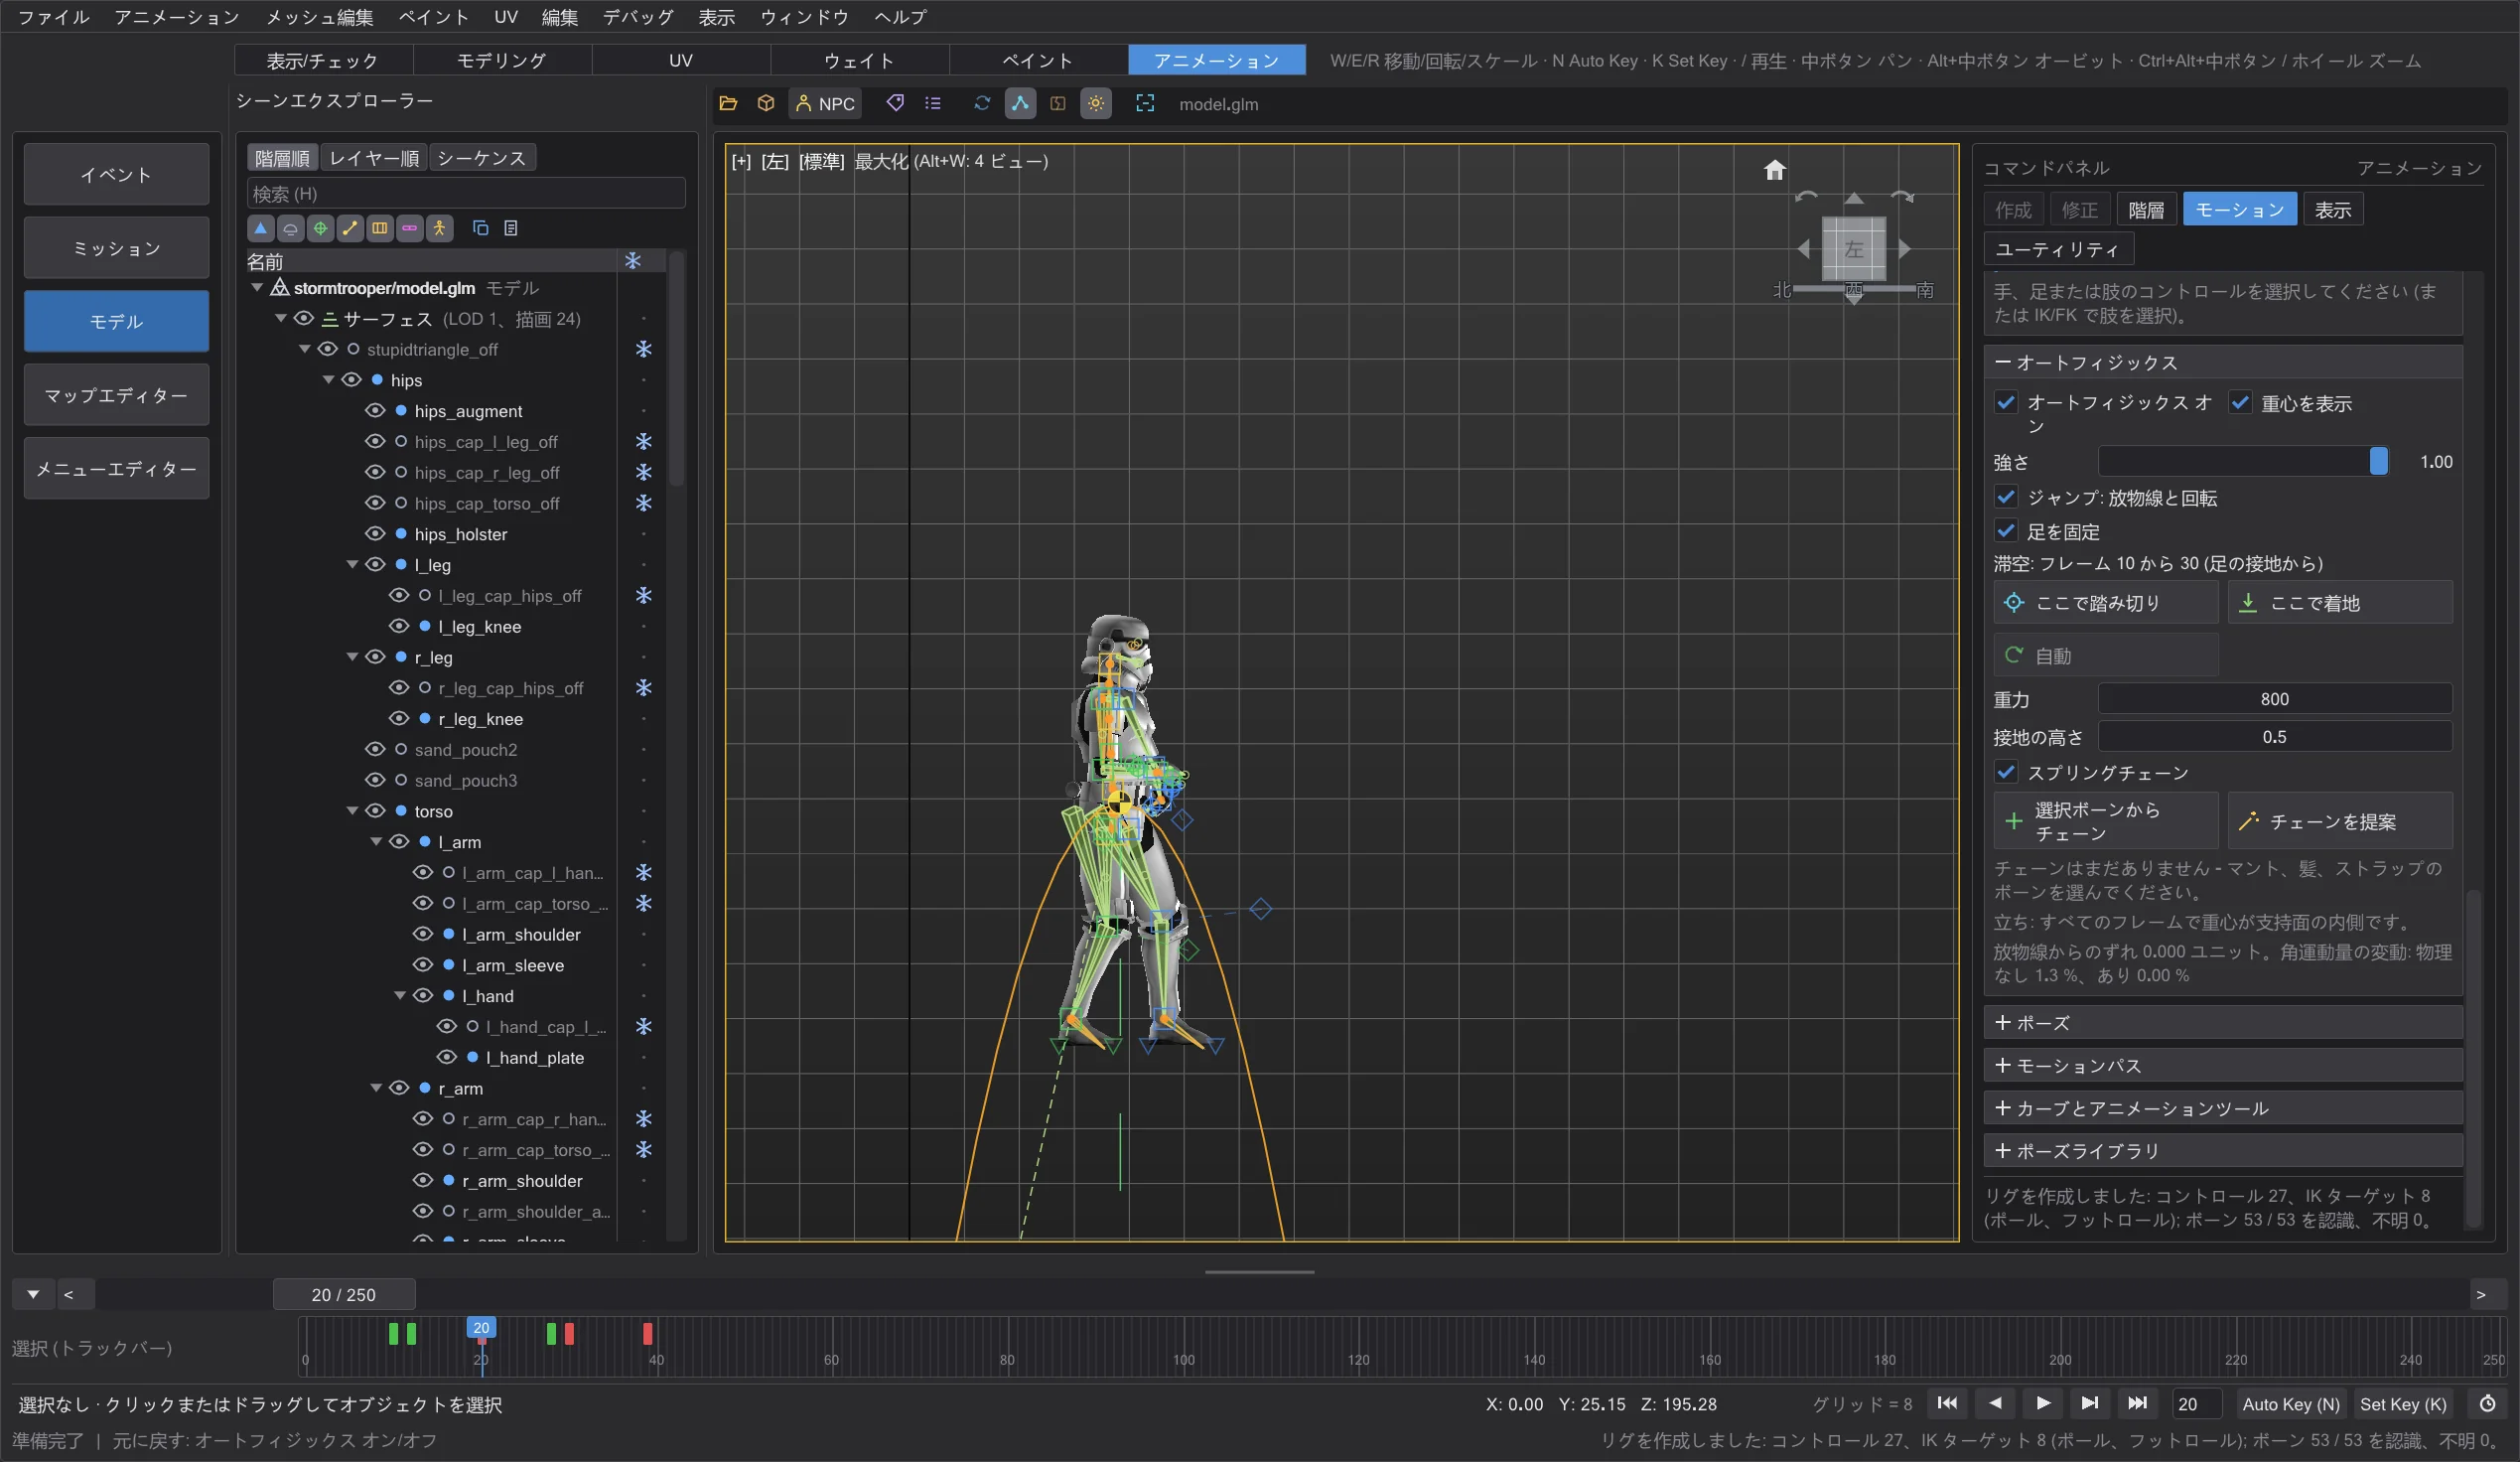 ファイル アニメーション メッシュ編集 ペイント UV 編集 デバッグ 表示 ウィンドウ ヘルプ
表示/チェック モデリング UV ウェイト ペイント アニメーション W/E/R 移動/回転/スケール · N Auto Key · K Set Key · / 再生 · 中ボタン パン · Alt+中ボタン オービット · Ctrl+Alt+中ボタン / ホイール ズーム
シーンエクスプローラー
NPC model.glm
イベント
ミッション
モデル
マップエディター
メニューエディター
階層順 レイヤー順 シーケンス
検索 (H)
名前
stormtrooper/model.glm モデル
サーフェス (LOD 1、描画 24)
stupidtriangle_off
hips
hips_augment
hips_cap_l_leg_off
hips_cap_r_leg_off
hips_cap_torso_off
hips_holster
l_leg
l_leg_cap_hips_off
l_leg_knee
r_leg
r_leg_cap_hips_off
r_leg_knee
sand_pouch2
sand_pouch3
torso
l_arm
l_arm_cap_l_han...
l_arm_cap_torso_...
l_arm_shoulder
l_arm_sleeve
l_hand
l_hand_cap_l_...
l_hand_plate
r_arm
r_arm_cap_r_han...
r_arm_cap_torso_...
r_arm_shoulder
r_arm_shoulder_a...
[+] [左] [標準] 最大化 (Alt+W: 4 ビュー)
左
北 西 南
コマンドパネル アニメーション
作成 修正 階層 モーション 表示
ユーティリティ
手、足または肢のコントロールを選択してください (ま
たは IK/FK で肢を選択)。
オートフィジックス
オートフィジックス オ
ン
重心を表示
強さ 1.00
ジャンプ: 放物線と回転
足を固定
滞空: フレーム 10 から 30 (足の接地から)
ここで踏み切り ここで着地
自動
重力 800
接地の高さ 0.5
スプリングチェーン
選択ボーンから
チェーン
チェーンを提案
チェーンはまだありません - マント、髪、ストラップの
ボーンを選んでください。
立ち: すべてのフレームで重心が支持面の内側です。
放物線からのずれ 0.000 ユニット。角運動量の変動: 物理
なし 1.3 %、あり 0.00 %
ポーズ
モーションパス
カーブとアニメーションツール
ポーズライブラリ
リグを作成しました: コントロール 27、IK ターゲット 8
(ポール、フットロール); ボーン 53 / 53 を認識、不明 0。
< 20 / 250 >
選択 (トラックバー)
20
0 20 40 60 80 100 120 140 160 180 200 220 240 250
選択なし · クリックまたはドラッグしてオブジェクトを選択 X: 0.00 Y: 25.15 Z: 195.28 グリッド = 8 20 Auto Key (N) Set Key (K)
準備完了 | 元に戻す: オートフィジックス オン/オフ リグを作成しました: コントロール 27、IK ターゲット 8 (ポール、フットロール); ボーン 53 / 53 を認識、不明 0。